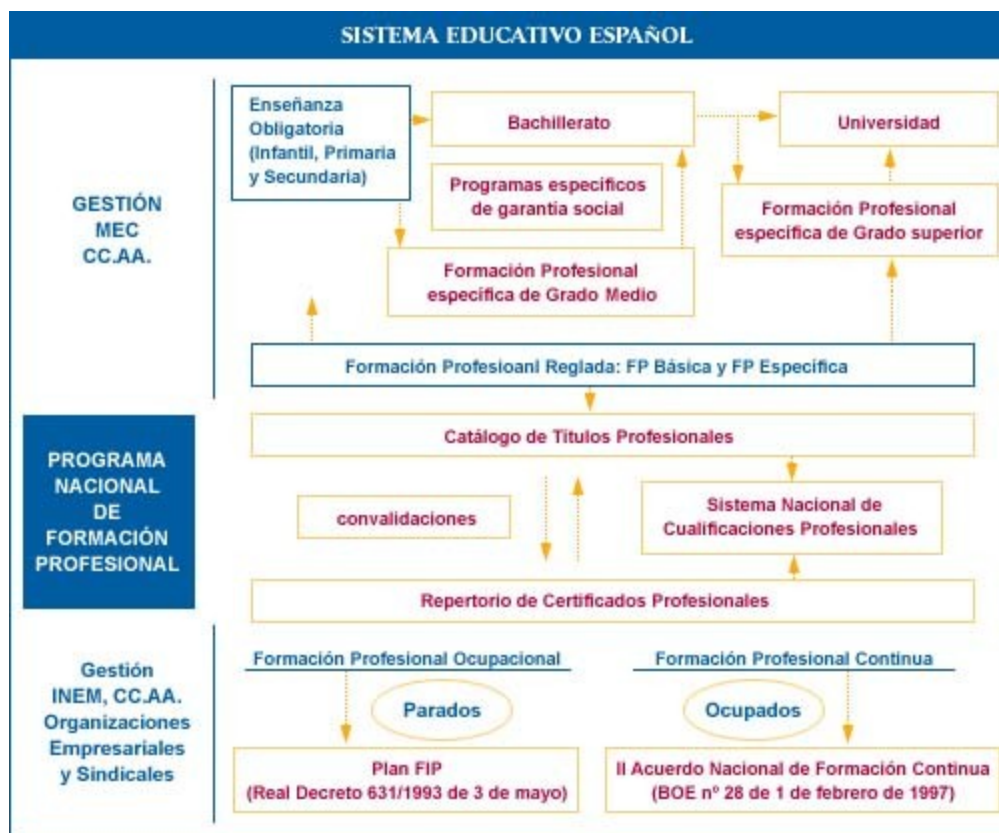 SISTEMA EDUCATIVO ESPAÑOL
GESTIÓN
MEC
CC.AA.
Enseñanza
Obligatoria
(Infantil, Primaria
y Secundaria)
Bachillerato
Universidad
Programas específicos
de garantia social
Formación Profesional
específica de Grado superior
Formación Profesional
específica de Grado Medio
Formación Profesioanl Reglada: FP Básica y FP Específica
PROGRAMA
NACIONAL
DE
FORMACIÓN
PROFESIONAL
Catálogo de Titulos Profesionales
convalidaciones
Sistema Nacional de
Cualificaciones Profesionales
Repertorio de Certificados Profesionales
Gestión
INEM, CC.AA.
Organizaciones
Empresariales
y Sindicales
Formación Profesional Ocupacional
Parados
Plan FIP
(Real Decreto 631/1993 de 3 de mayo)
Formación Profesional Continua
Ocupados
II Acuerdo Nacional de Formación Continua
(BOE nº 28 de 1 de febrero de 1997)